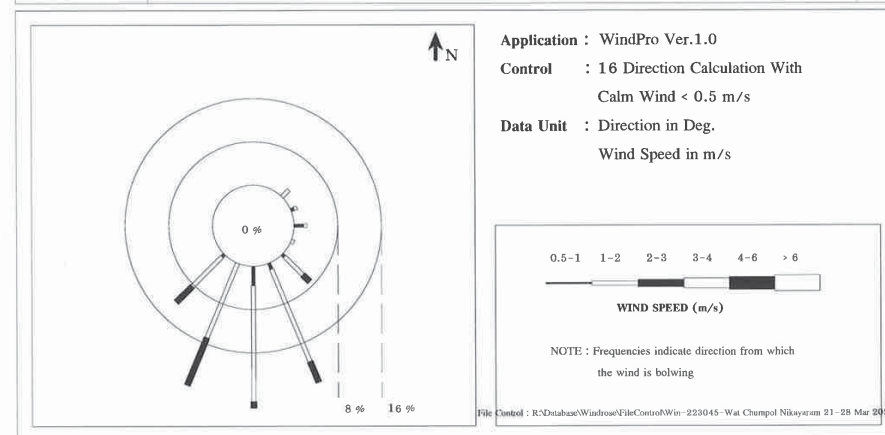 N
0 %
8 % 16 %
Application : WindPro Ver.1.0
Control : 16 Direction Calculation With
Calm Wind < 0.5 m/s
Data Unit : Direction in Deg.
Wind Speed in m/s
0.5-1 1-2 2-3 3-4 4-6 > 6
WIND SPEED (m/s)
NOTE : Frequencies indicate direction from which
the wind is bolwing
File Control : R:\Database\Windrose\FileControl\Win-223045-Wat Chumpol Nikayaram 21-28 Mar